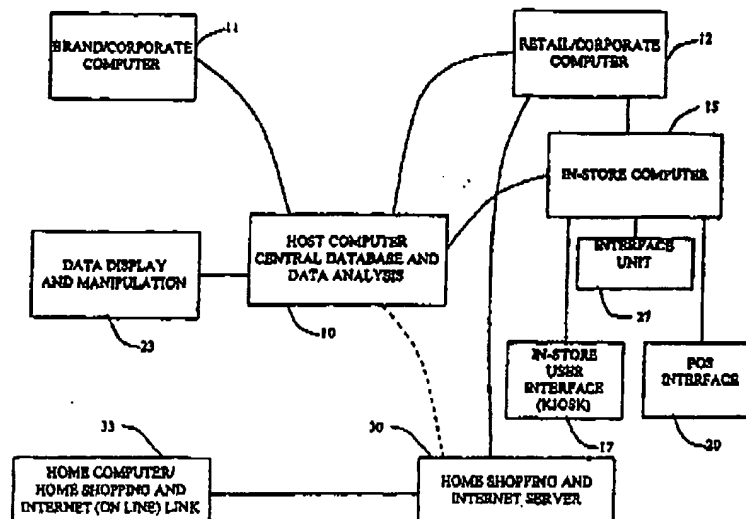 11
BRAND/CORPORATE
COMPUTER
RETAIL/CORPORATE
COMPUTER
12
15
IN-STORE COMPUTER
HOST COMPUTER
CENTRAL DATABASE AND
DATA ANALYSIS
10
DATA DISPLAY
AND MANIPULATION
23
INTERFACE
UNIT
27
IN-STORE
USER
INTERFACE
(KIOSK)
17
POS
INTERFACE
20
33
HOME COMPUTER/
HOME SHOPPING AND
INTERNET (ON LINE) LINK
30
HOME SHOPPING AND
INTERNET SERVER